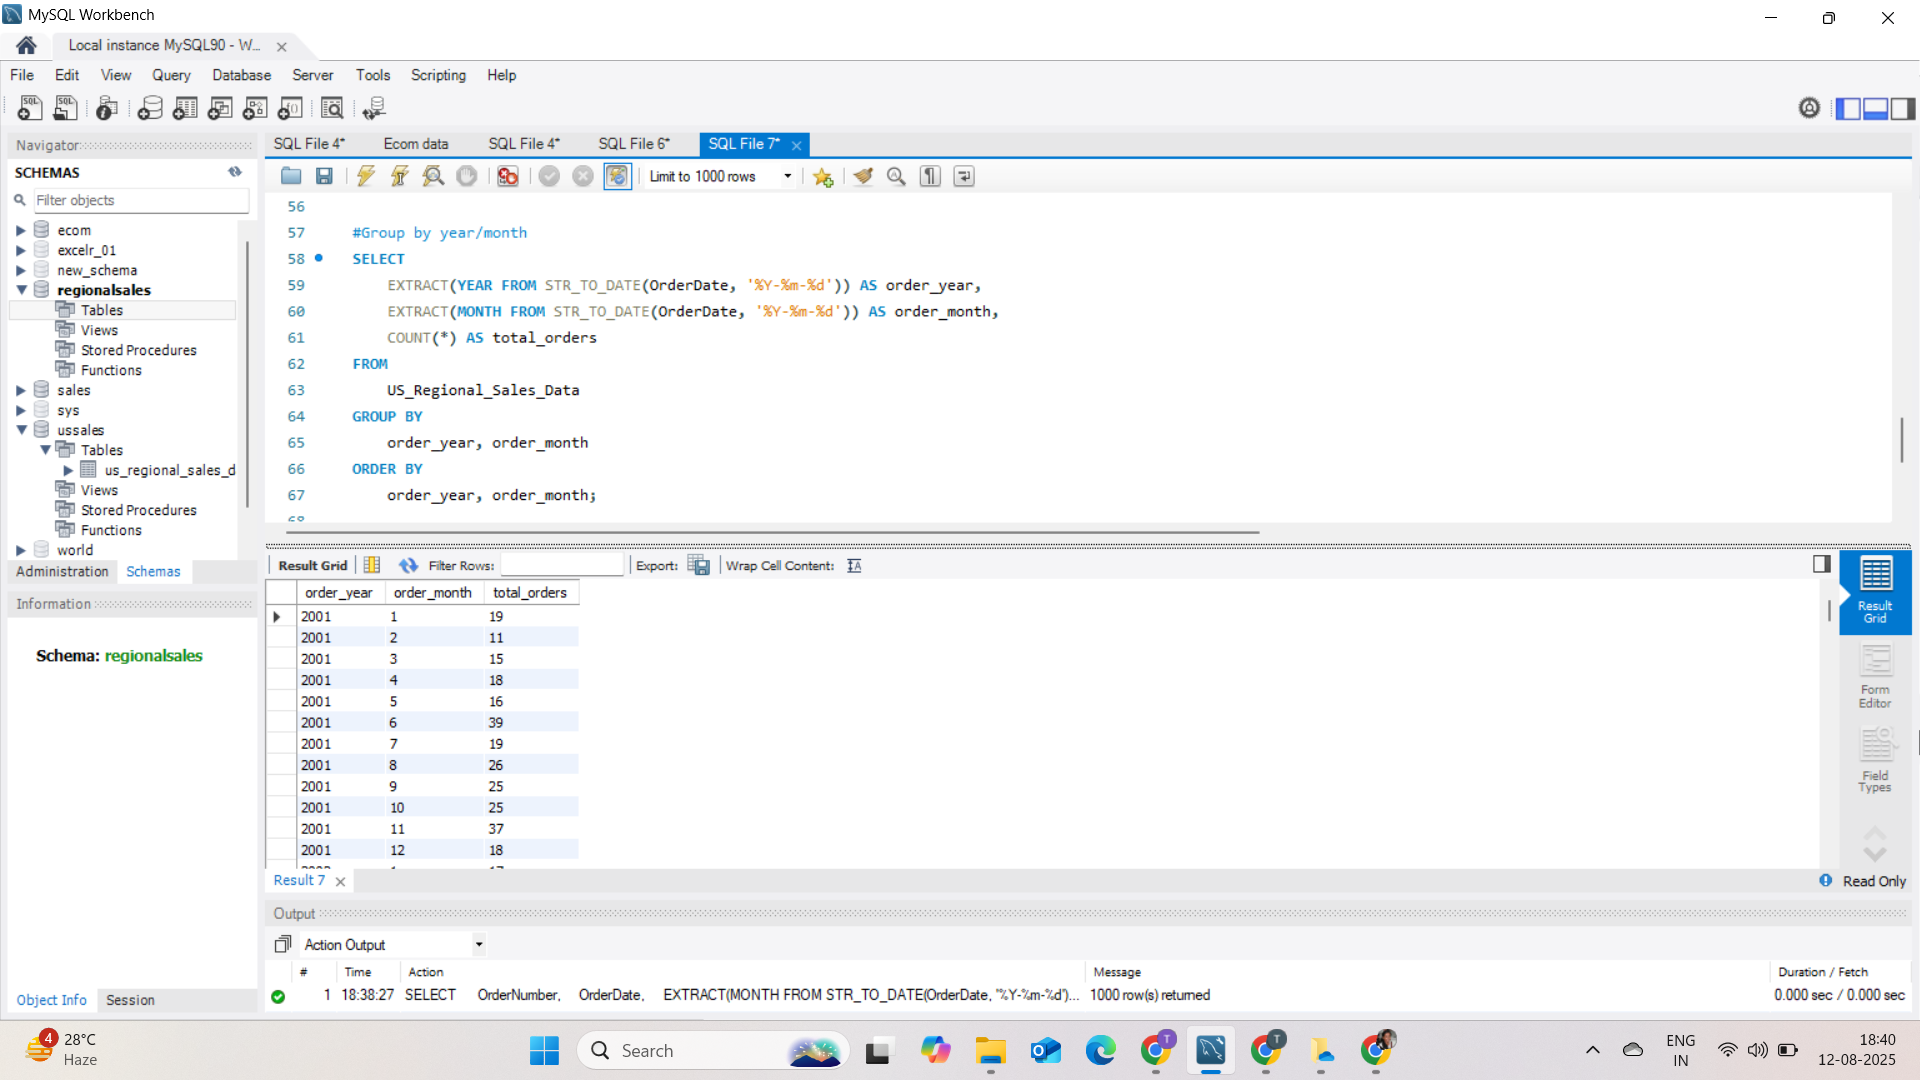 MySQL Workbench
Local instance MySQL90 - W...
File Edit View Query Database Server Tools Scripting Help
Navigator
SCHEMAS
Filter objects
ecom
excelr_01
new_schema
regionalsales
Tables
Views
Stored Procedures
Functions
sales
sys
ussales
Tables
us_regional_sales_d
Views
Stored Procedures
Functions
world
Administration Schemas
Information
Schema: regionalsales
Object Info Session
SQL File 4* Ecom data SQL File 4* SQL File 6* SQL File 7*
Limit to 1000 rows
56
57 #Group by year/month
58 SELECT
59 EXTRACT(YEAR FROM STR_TO_DATE(OrderDate, '%Y-%m-%d')) AS order_year,
60 EXTRACT(MONTH FROM STR_TO_DATE(OrderDate, '%Y-%m-%d')) AS order_month,
61 COUNT(*) AS total_orders
62 FROM
63 US_Regional_Sales_Data
64 GROUP BY
65 order_year, order_month
66 ORDER BY
67 order_year, order_month;
68
Result Grid Filter Rows: Export: Wrap Cell Content:
order_year order_month total_orders
2001 1 19
2001 2 11
2001 3 15
2001 4 18
2001 5 16
2001 6 39
2001 7 19
2001 8 26
2001 9 25
2001 10 25
2001 11 37
2001 12 18
Result Grid
Form Editor
Field Types
Result 7
Read Only
Output
Action Output
# Time Action Message Duration / Fetch
1 18:38:27 SELECT OrderNumber, OrderDate, EXTRACT(MONTH FROM STR_TO_DATE(OrderDate, '%Y-%m-%d')... 1000 row(s) returned 0.000 sec / 0.000 sec
4
28°C
Haze
Search
T
T
ENG
IN
18:40
12-08-2025